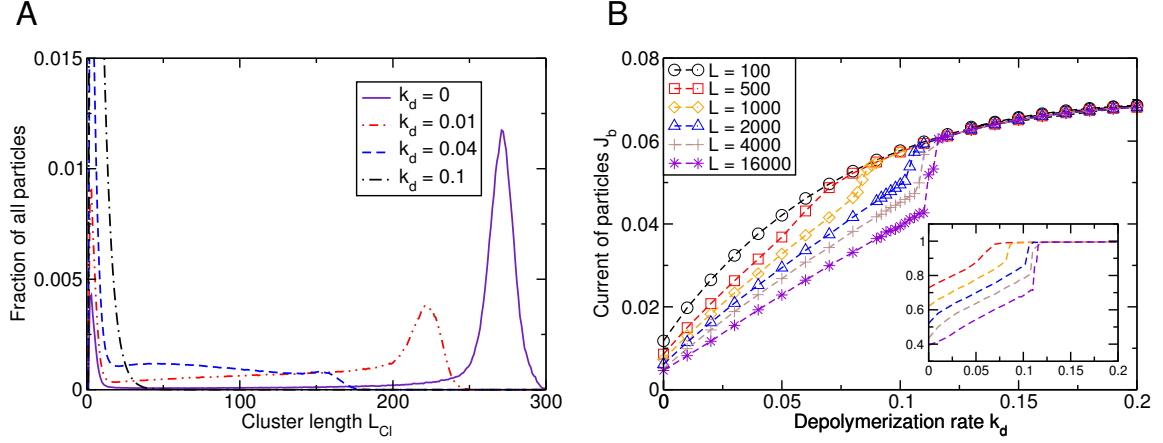 A
Fraction of all particles
0.015
0.01
0.005
0
0 100 200 300
Cluster length L_Cl
k_d = 0
k_d = 0.01
k_d = 0.04
k_d = 0.1
B
Current of particles J_b
0.08
0.06
0.04
0.02
0
0 0.05 0.1 0.15 0.2
Depolymerization rate k_d
L = 100
L = 500
L = 1000
L = 2000
L = 4000
L = 16000
1
0.8
0.6
0.4
0 0.05 0.1 0.15 0.2